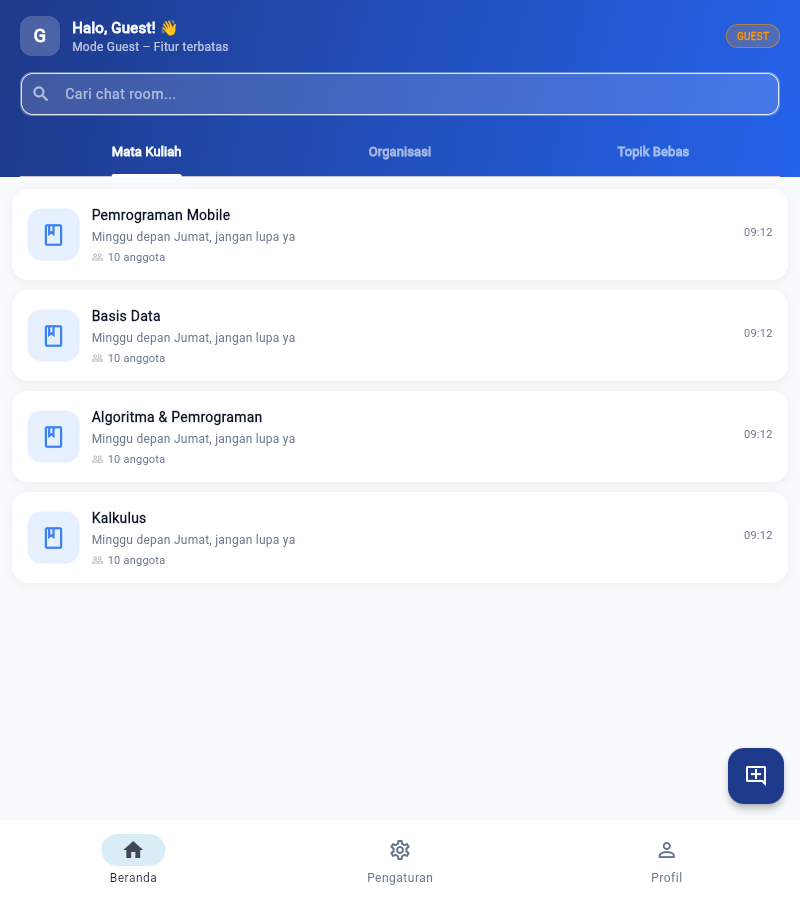 G
Halo, Guest! 👋
Mode Guest – Fitur terbatas
GUEST
Cari chat room...
Mata Kuliah
Organisasi
Topik Bebas
Pemrograman Mobile
Minggu depan Jumat, jangan lupa ya
10 anggota
09:12
Basis Data
Minggu depan Jumat, jangan lupa ya
10 anggota
09:12
Algoritma & Pemrograman
Minggu depan Jumat, jangan lupa ya
10 anggota
09:12
Kalkulus
Minggu depan Jumat, jangan lupa ya
10 anggota
09:12
Beranda
Pengaturan
Profil